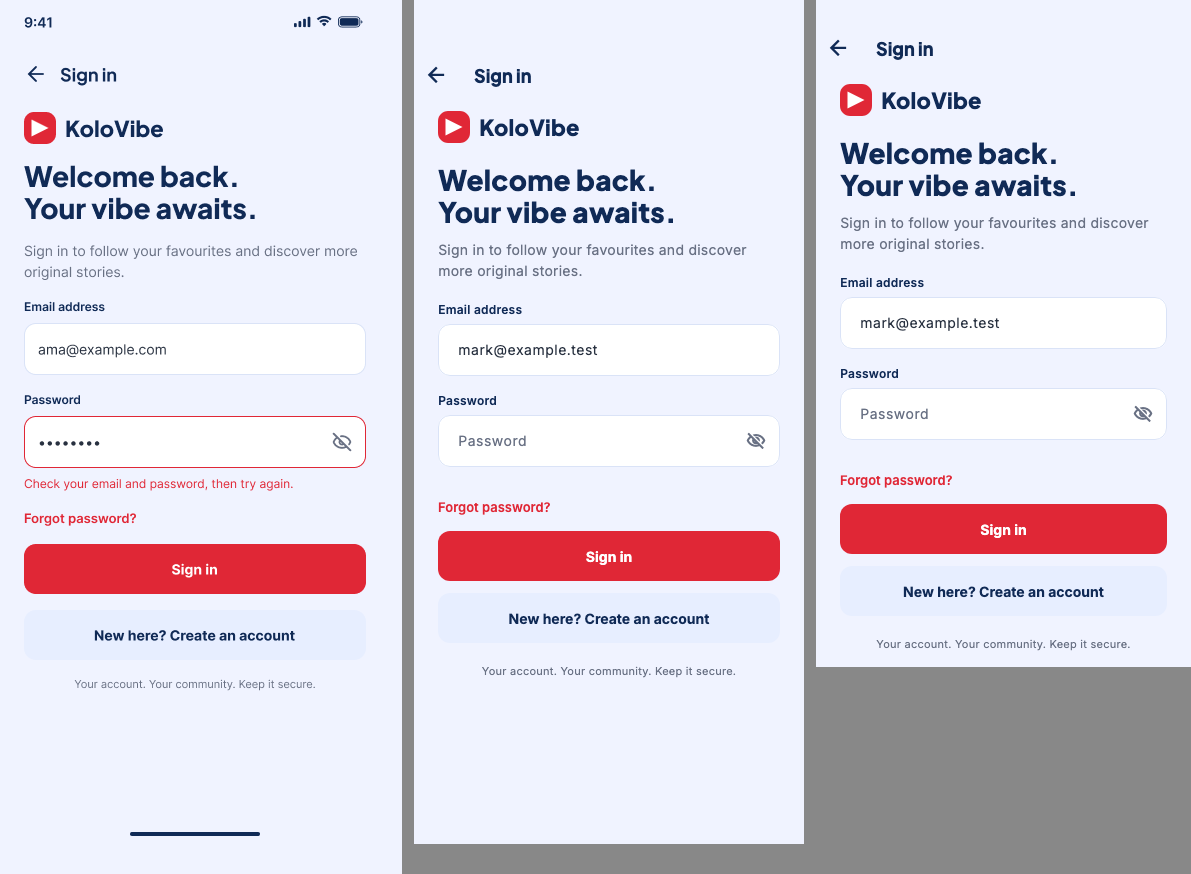 9:41
Sign in
KoloVibe
Welcome back.
Your vibe awaits.
Sign in to follow your favourites and discover more
original stories.
Email address
ama@example.com
Password
••••••••
Check your email and password, then try again.
Forgot password?
Sign in
New here? Create an account
Your account. Your community. Keep it secure.
Sign in
KoloVibe
Welcome back.
Your vibe awaits.
Sign in to follow your favourites and discover
more original stories.
Email address
mark@example.test
Password
Password
Forgot password?
Sign in
New here? Create an account
Your account. Your community. Keep it secure.
Sign in
KoloVibe
Welcome back.
Your vibe awaits.
Sign in to follow your favourites and discover
more original stories.
Email address
mark@example.test
Password
Password
Forgot password?
Sign in
New here? Create an account
Your account. Your community. Keep it secure.